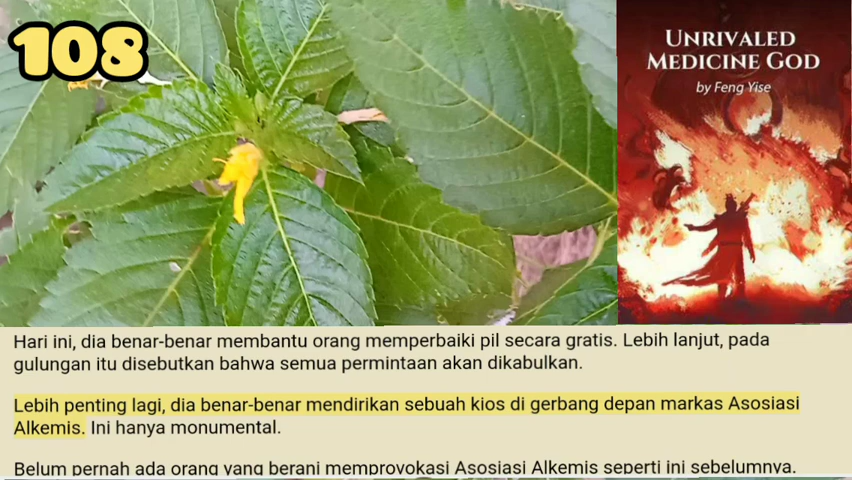 108
UNRIVALED
MEDICINE GOD
by Feng Yise
Hari ini, dia benar-benar membantu orang memperbaiki pil secara gratis. Lebih lanjut, pada
gulungan itu disebutkan bahwa semua permintaan akan dikabulkan.
Lebih penting lagi, dia benar-benar mendirikan sebuah kios di gerbang depan markas Asosiasi
Alkemis. Ini hanya monumental.
Belum pernah ada orang yang berani memprovokasi Asosiasi Alkemis seperti ini sebelumnya.